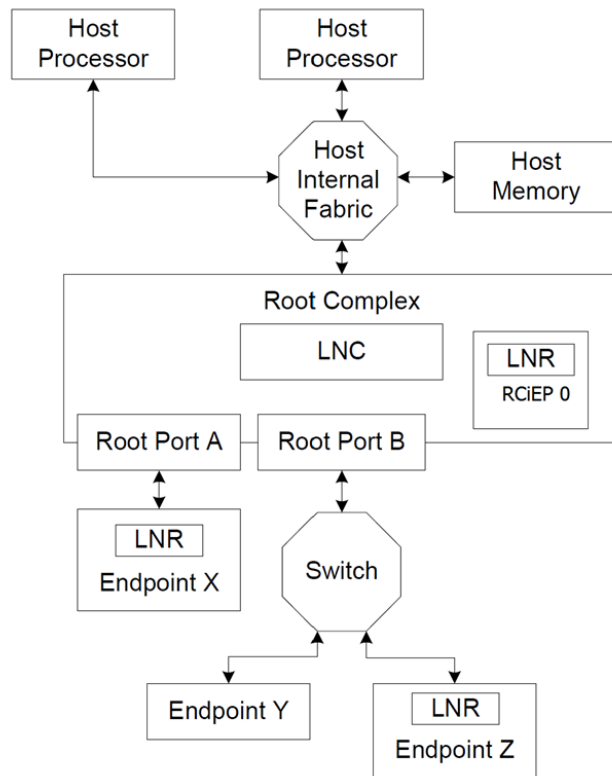 Host
Processor
Host
Processor
Host
Internal
Fabric
Host
Memory
Root Complex
LNC
LNR
RCiEP 0
Root Port A
Root Port B
LNR
Endpoint X
Switch
Endpoint Y
LNR
Endpoint Z